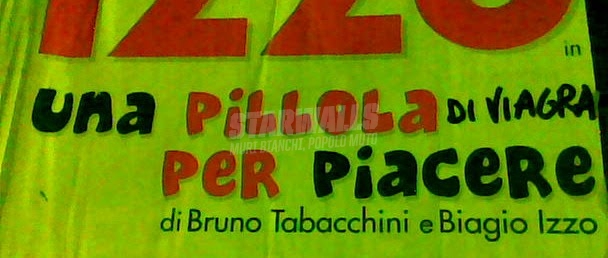 IZZO
in
una PiLLOLa DI VIAGRA
PeR PiaceRe
di Bruno Tabacchini e Biagio Izzo
STARWALLS
MURI BIANCHI, POPOLO MUTO